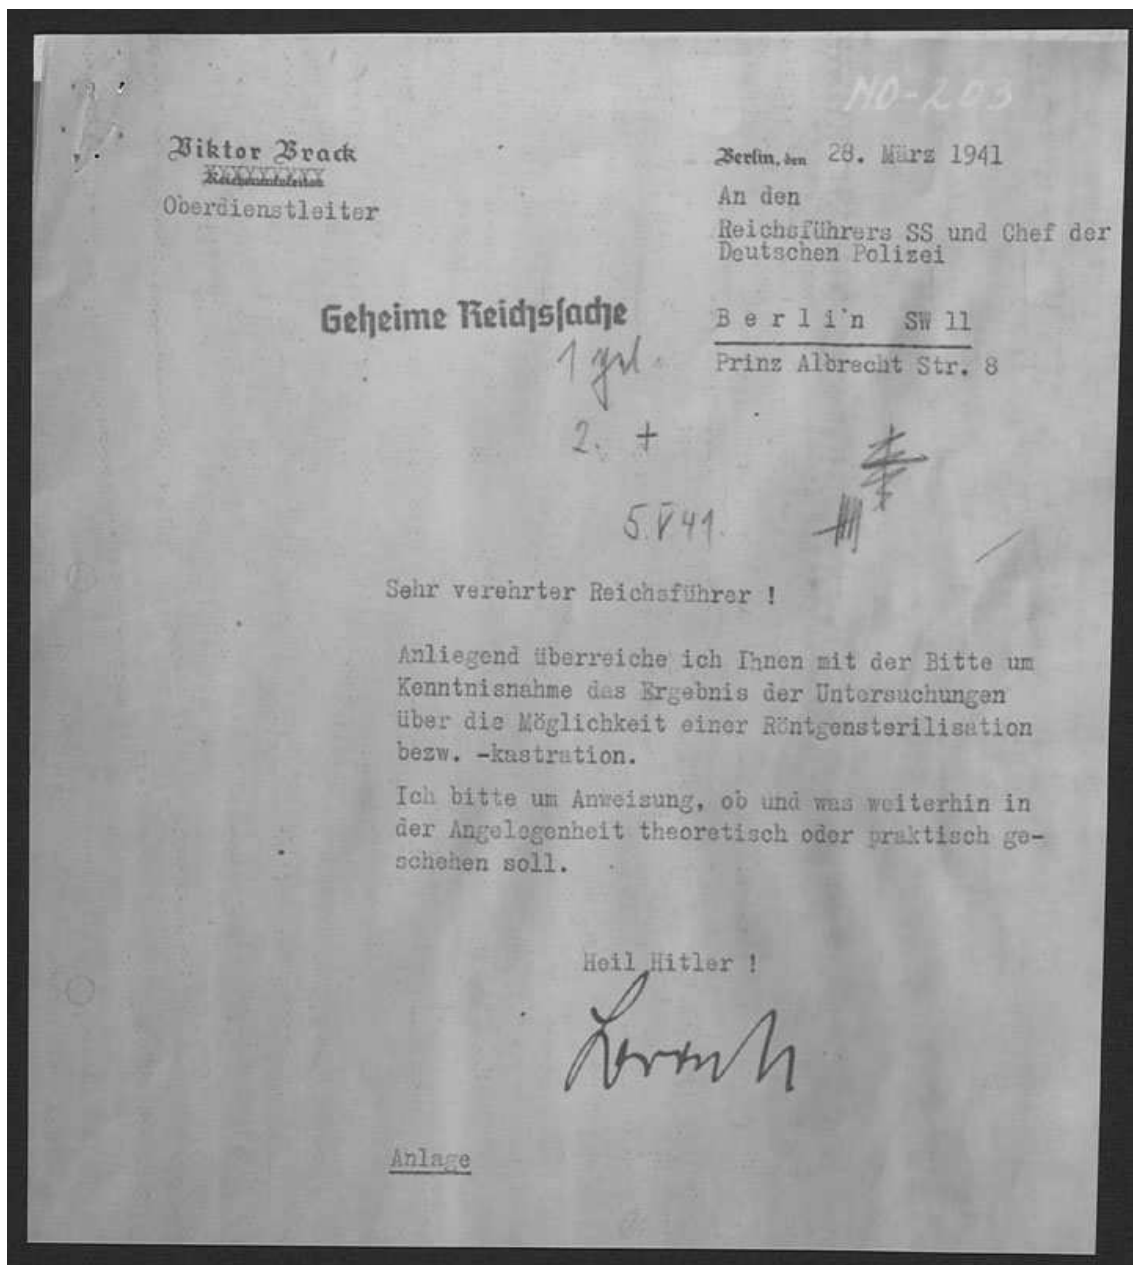 NO-203
Viktor Brack
Oberdienstleiter
Berlin, den 28. März 1941
An den
Reichsführers SS und Chef der
Deutschen Polizei
Geheime Reichssache
Berlin SW 11
Prinz Albrecht Str. 8
1
2. +
5.V 41.
Sehr verehrter Reichsführer !
Anliegend überreiche ich Ihnen mit der Bitte um
Kenntnisnahme das Ergebnis der Untersuchungen
über die Möglichkeit einer Röntgensterilisation
bezw. -kastration.
Ich bitte um Anweisung, ob und was weiterhin in
der Angelegenheit theoretisch oder praktisch ge-
schehen soll.
Heil Hitler !
Brack
Anlage